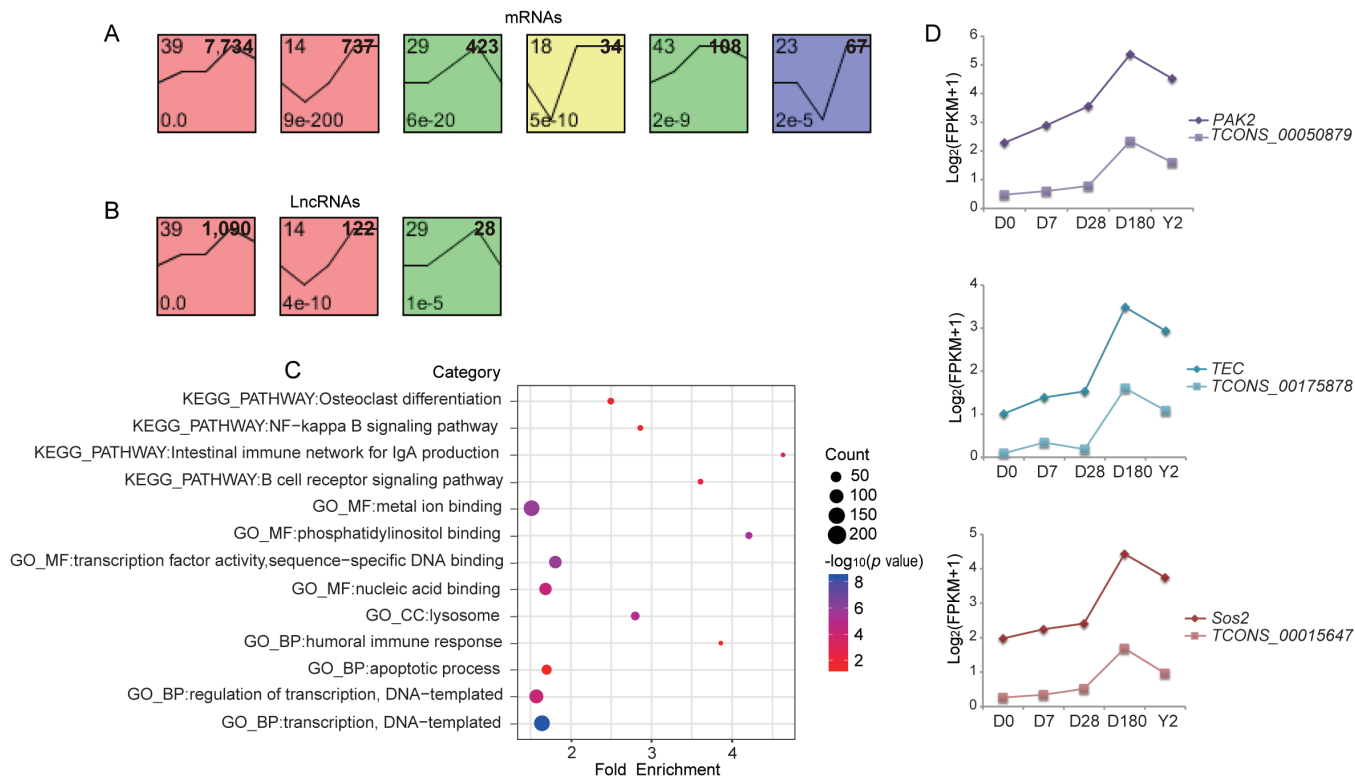 A
mRNAs
39 7,734
0.0
14 737
9e-200
29 423
6e-20
18 34
5e-10
43 108
2e-9
23 67
2e-5
B
LncRNAs
39 1,090
0.0
14 122
4e-10
29 28
1e-5
C
Category
KEGG_PATHWAY:Osteoclast differentiation
KEGG_PATHWAY:NF−kappa B signaling pathway
KEGG_PATHWAY:Intestinal immune network for IgA production
KEGG_PATHWAY:B cell receptor signaling pathway
GO_MF:metal ion binding
GO_MF:phosphatidylinositol binding
GO_MF:transcription factor activity,sequence−specific DNA binding
GO_MF:nucleic acid binding
GO_CC:lysosome
GO_BP:humoral immune response
GO_BP:apoptotic process
GO_BP:regulation of transcription, DNA−templated
GO_BP:transcription, DNA−templated
2 3 4
Fold Enrichment
Count
50
100
150
200
-log₁₀(p value)
8
6
4
2
D
Log₂(FPKM+1)
6
5
4
3
2
1
0
D0 D7 D28 D180 Y2
PAK2
TCONS_00050879
Log₂(FPKM+1)
4
3
2
1
0
D0 D7 D28 D180 Y2
TEC
TCONS_00175878
Log₂(FPKM+1)
5
4
3
2
1
0
D0 D7 D28 D180 Y2
Sos2
TCONS_00015647